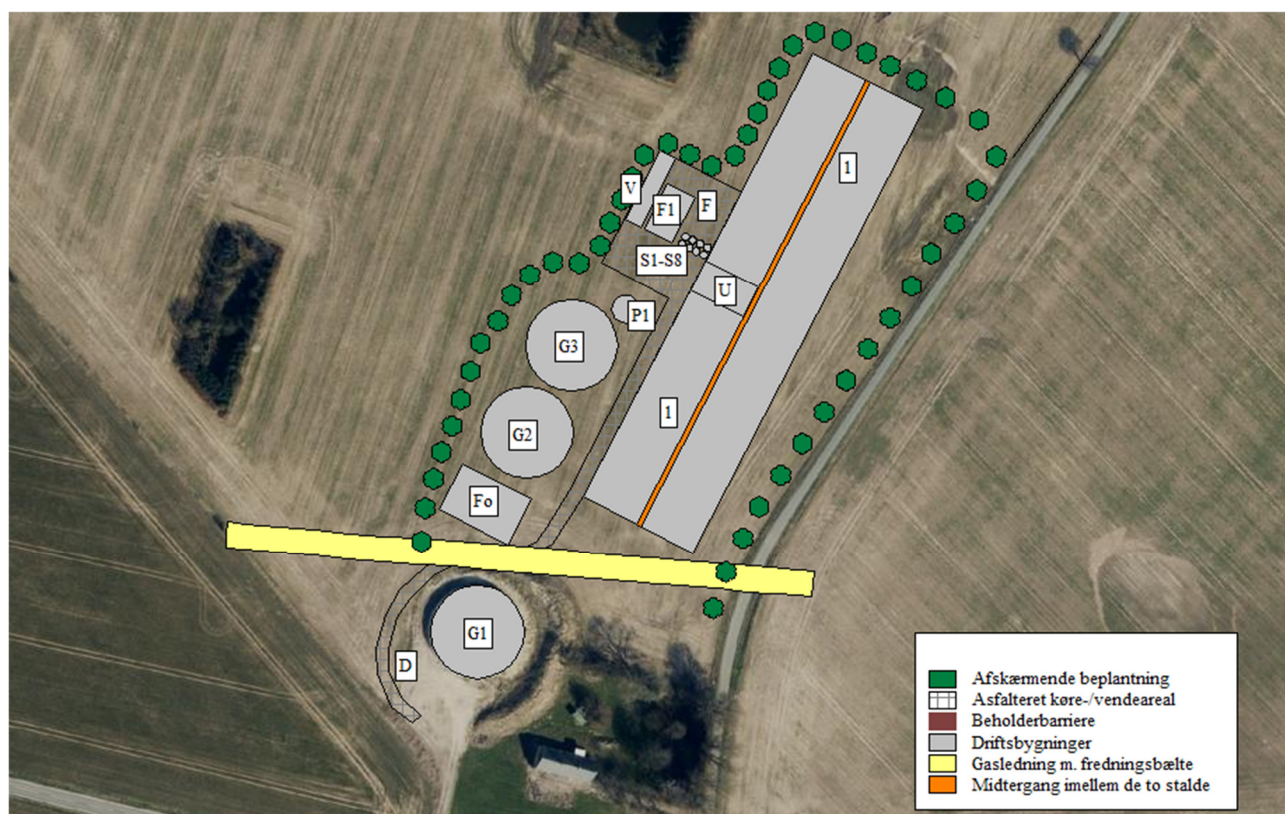 1
V
F1
F
S1-S8
U
P1
G3
1
G2
Fo
G1
D
Afskærmende beplantning
Asfalteret køre-/vendeareal
Beholderbarriere
Driftsbygninger
Gasledning m. fredningsbælte
Midtergang imellem de to stalde